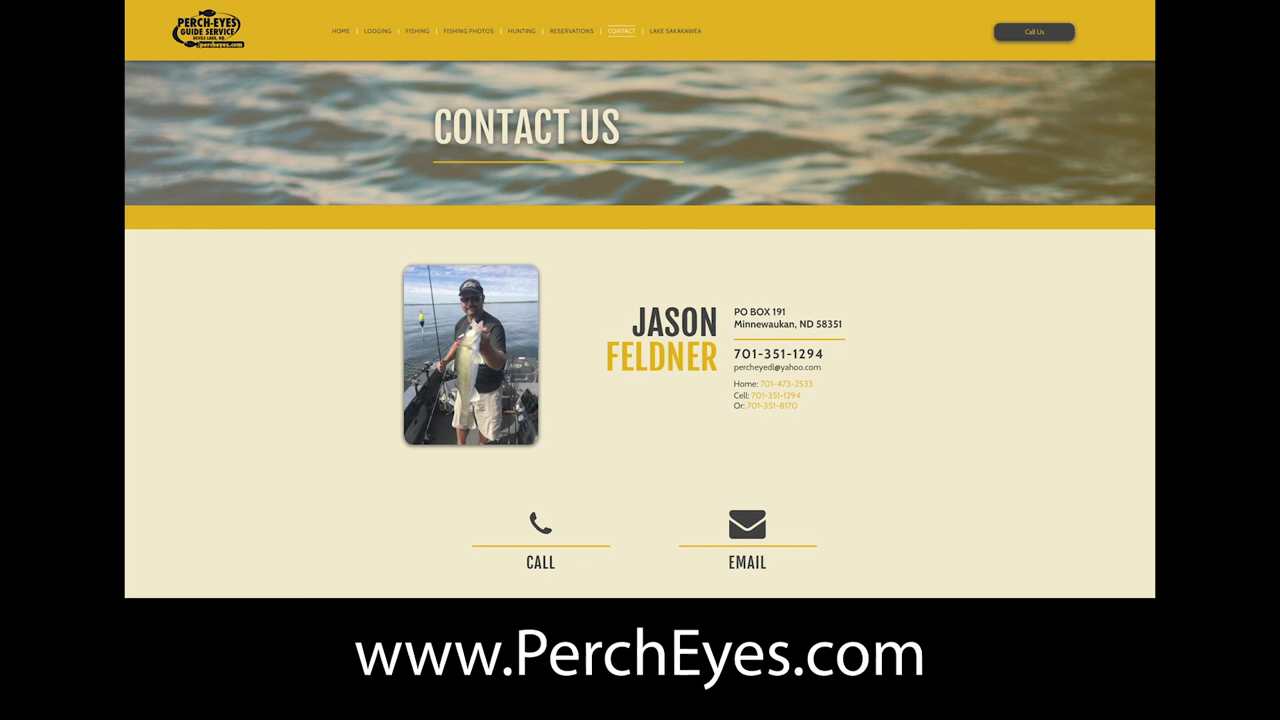 PERCH-EYES
GUIDE SERVICE
DEVILS LAKE, ND
percheyes.com
HOME | LODGING | FISHING | FISHING PHOTOS | HUNTING | RESERVATIONS | CONTACT | LAKE SAKAKAWEA
Call Us
CONTACT US
JASON
FELDNER
PO BOX 191
Minnewaukan, ND 58351
701-351-1294
percheyedl@yahoo.com
Home: 701-473-2533
Cell: 701-351-1294
Or: 701-351-8170
CALL
EMAIL
www.PerchEyes.com